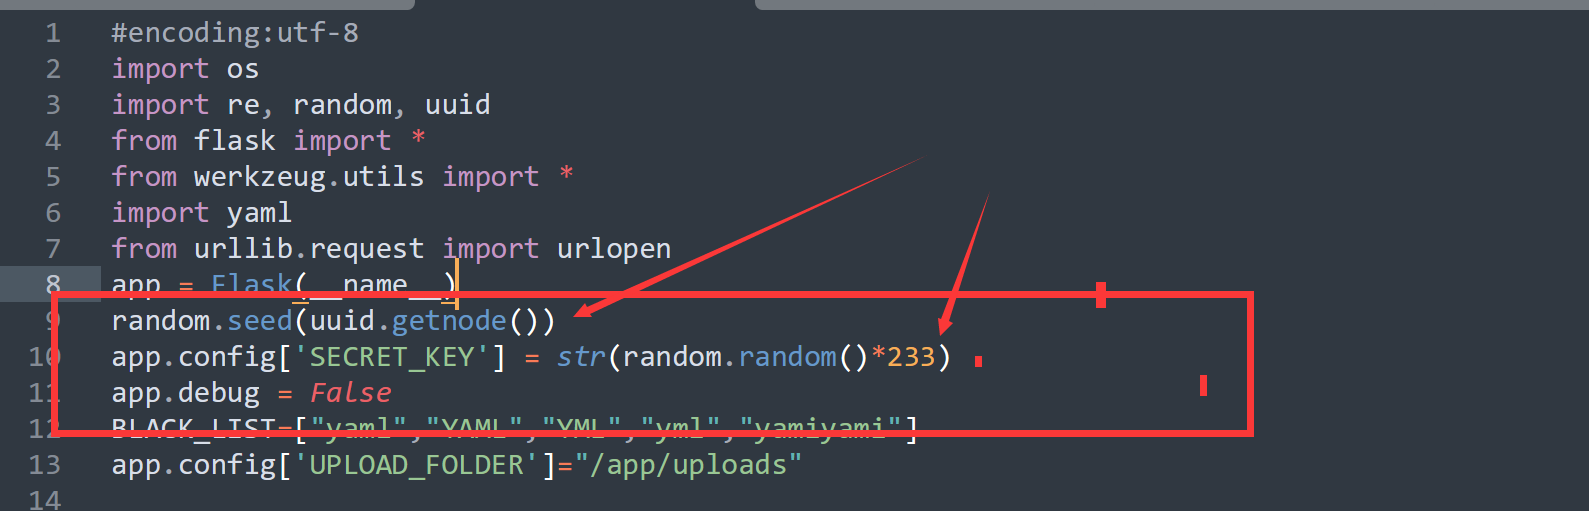 1 #encoding:utf-8
2 import os
3 import re, random, uuid
4 from flask import *
5 from werkzeug.utils import *
6 import yaml
7 from urllib.request import urlopen
8 app = Flask(__name__)
9 random.seed(uuid.getnode())
10 app.config['SECRET_KEY'] = str(random.random()*233)
11 app.debug = False
12 BLACK_LIST=["yaml","YAML","YML","yml","yamiyami"]
13 app.config['UPLOAD_FOLDER']="/app/uploads"
14